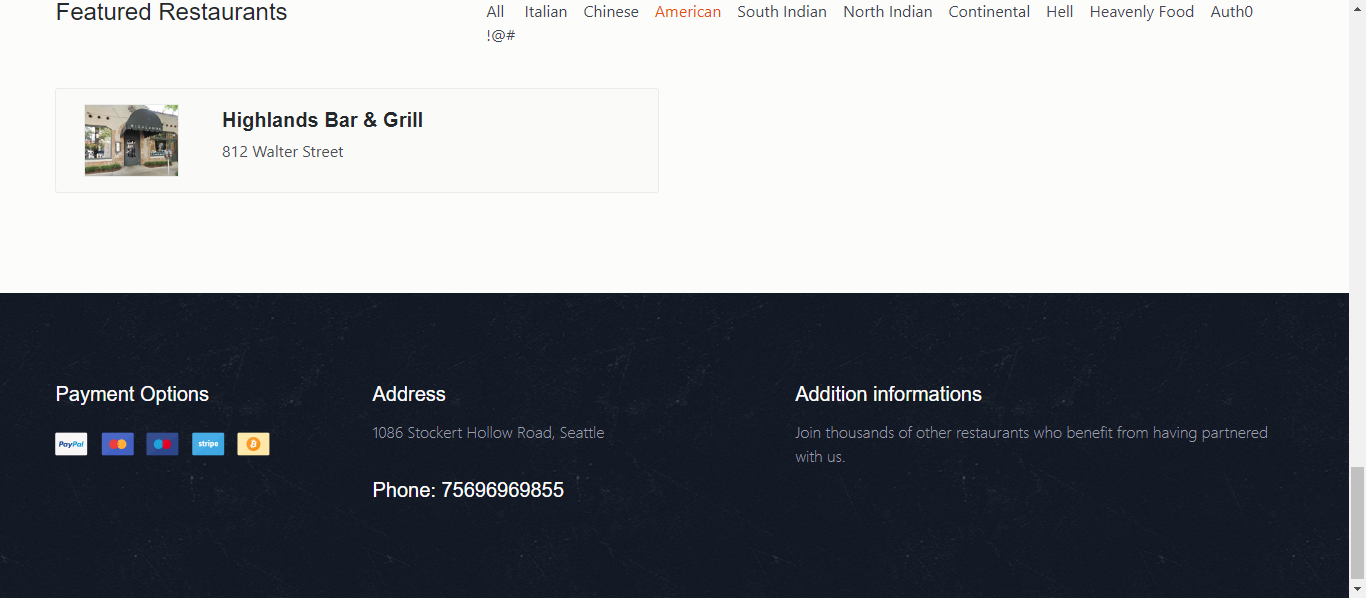 Featured Restaurants
All Italian Chinese American South Indian North Indian Continental Hell Heavenly Food Auth0
!@#
Highlands Bar & Grill
812 Walter Street
Payment Options
PayPal
stripe
Address
1086 Stockert Hollow Road, Seattle
Phone: 75696969855
Addition informations
Join thousands of other restaurants who benefit from having partnered
with us.